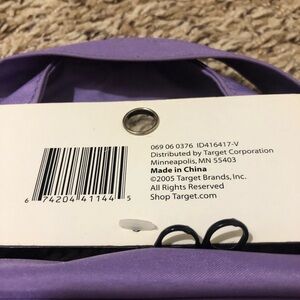 069 06 0376 ID416417-V
Distributed by Target Corporation
Minneapolis, MN 55403
Made in China
©2005 Target Brands, Inc.
All Rights Reserved
Shop Target.com
6 74204 41144 5